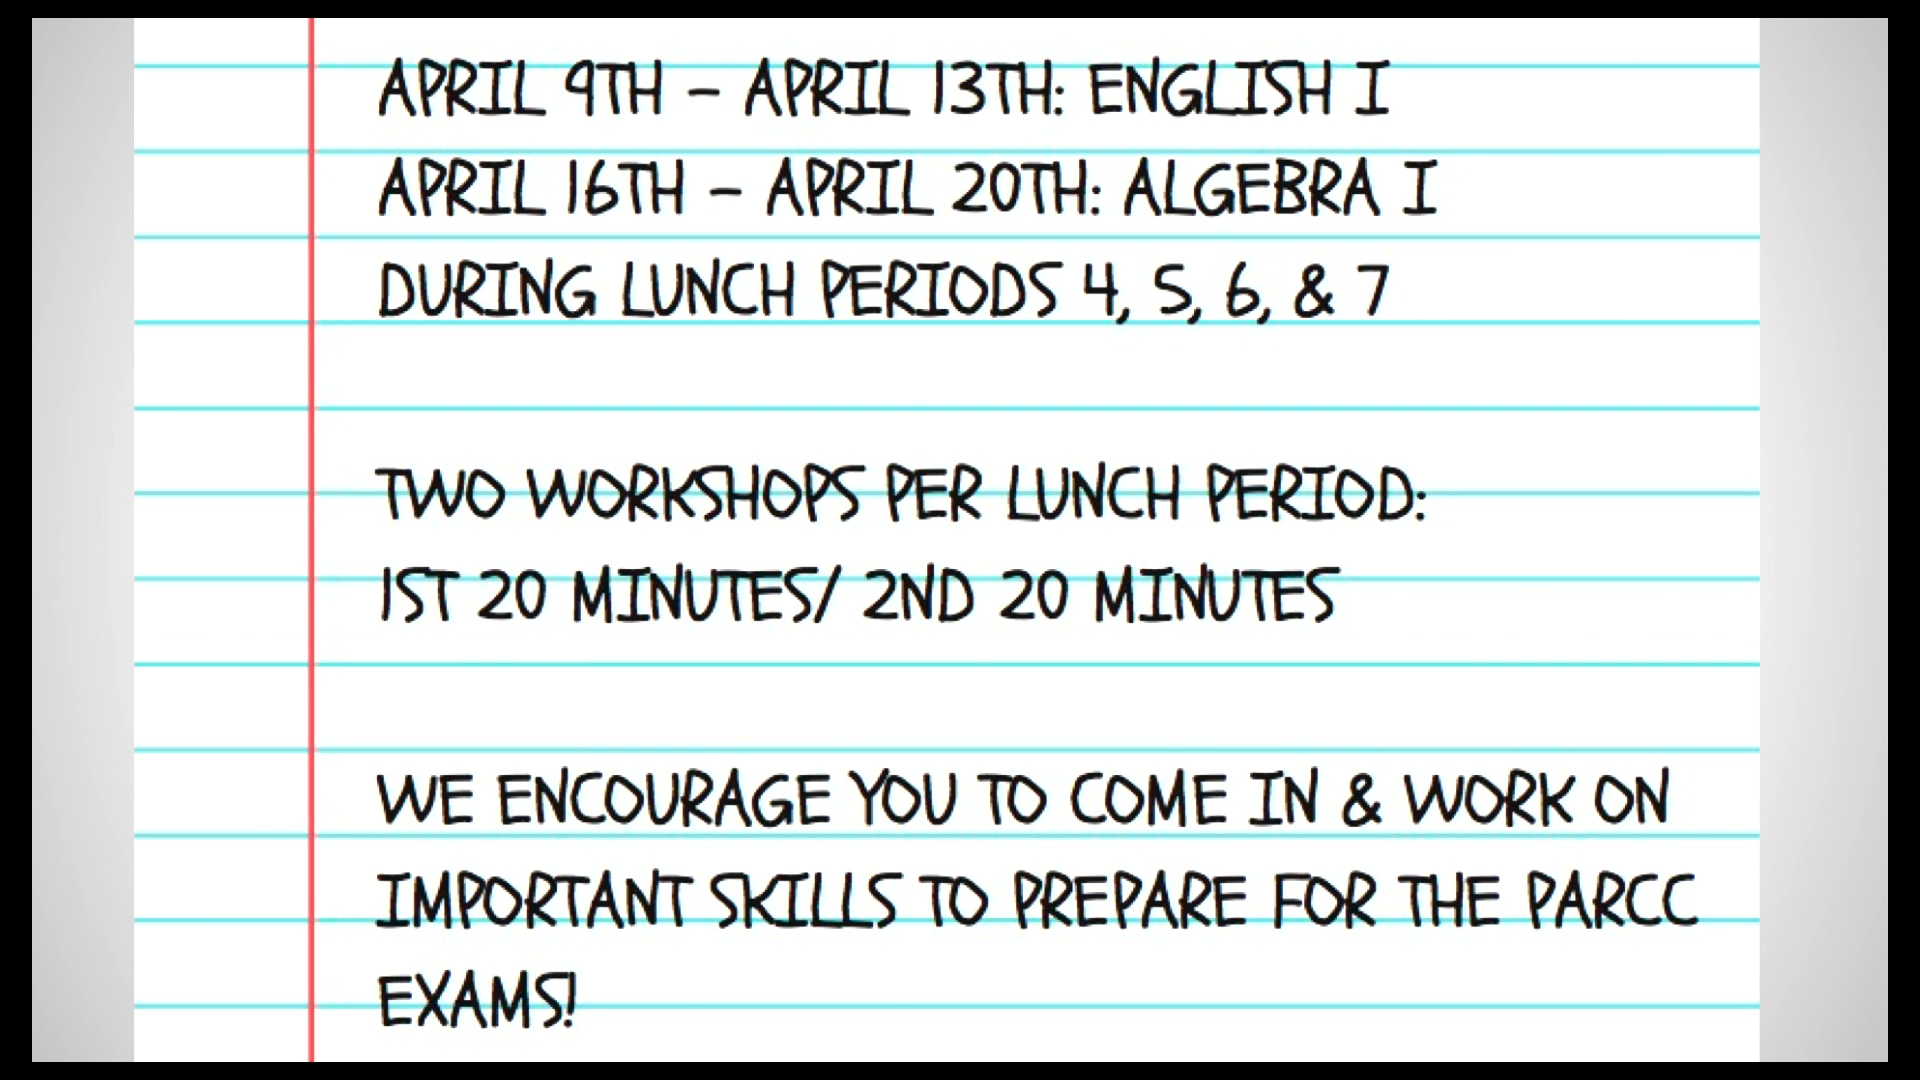 APRIL 9TH - APRIL 13TH: ENGLISH I
APRIL 16TH - APRIL 20TH: ALGEBRA I
DURING LUNCH PERIODS 4, 5, 6, & 7
TWO WORKSHOPS PER LUNCH PERIOD:
1ST 20 MINUTES/ 2ND 20 MINUTES
WE ENCOURAGE YOU TO COME IN & WORK ON
IMPORTANT SKILLS TO PREPARE FOR THE PARCC
EXAMS!